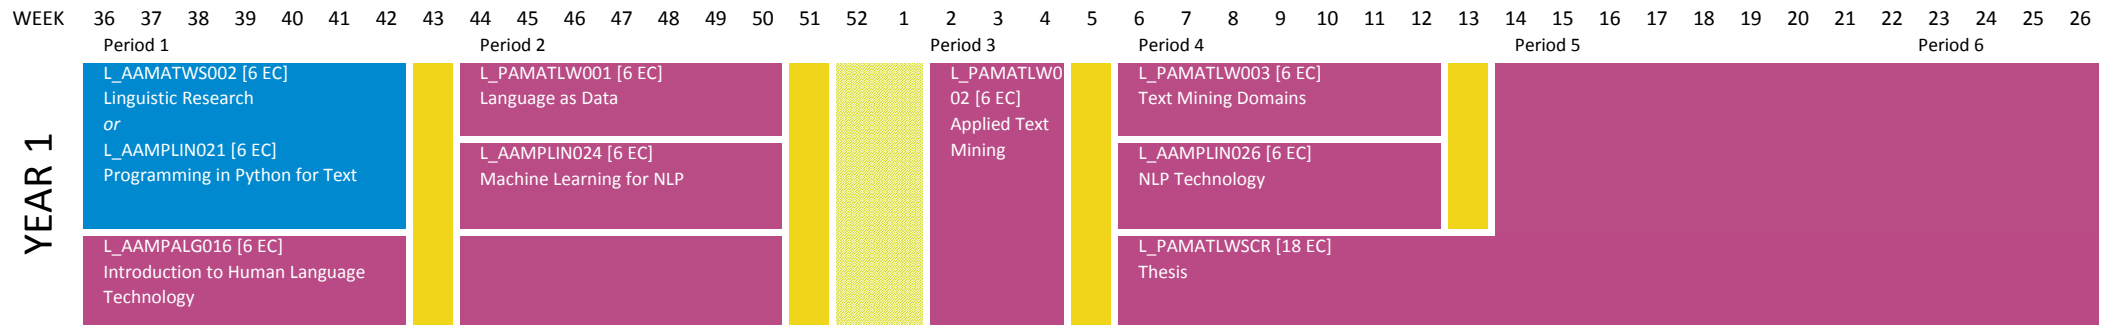 WEEK 36 37 38 39 40 41 42 43 44 45 46 47 48 49 50 51 52 1 2 3 4 5 6 7 8 9 10 11 12 13 14 15 16 17 18 19 20 21 22 23 24 25 26
Period 1 Period 2 Period 3 Period 4 Period 5 Period 6
YEAR 1
L_AAMATWS002 [6 EC]
Linguistic Research
or
L_AAMPLIN021 [6 EC]
Programming in Python for Text
L_AAMPALG016 [6 EC]
Introduction to Human Language
Technology
L_PAMATLW001 [6 EC]
Language as Data
L_AAMPLIN024 [6 EC]
Machine Learning for NLP
L_PAMATLW0
02 [6 EC]
Applied Text
Mining
L_PAMATLW003 [6 EC]
Text Mining Domains
L_AAMPLIN026 [6 EC]
NLP Technology
L_PAMATLWSCR [18 EC]
Thesis